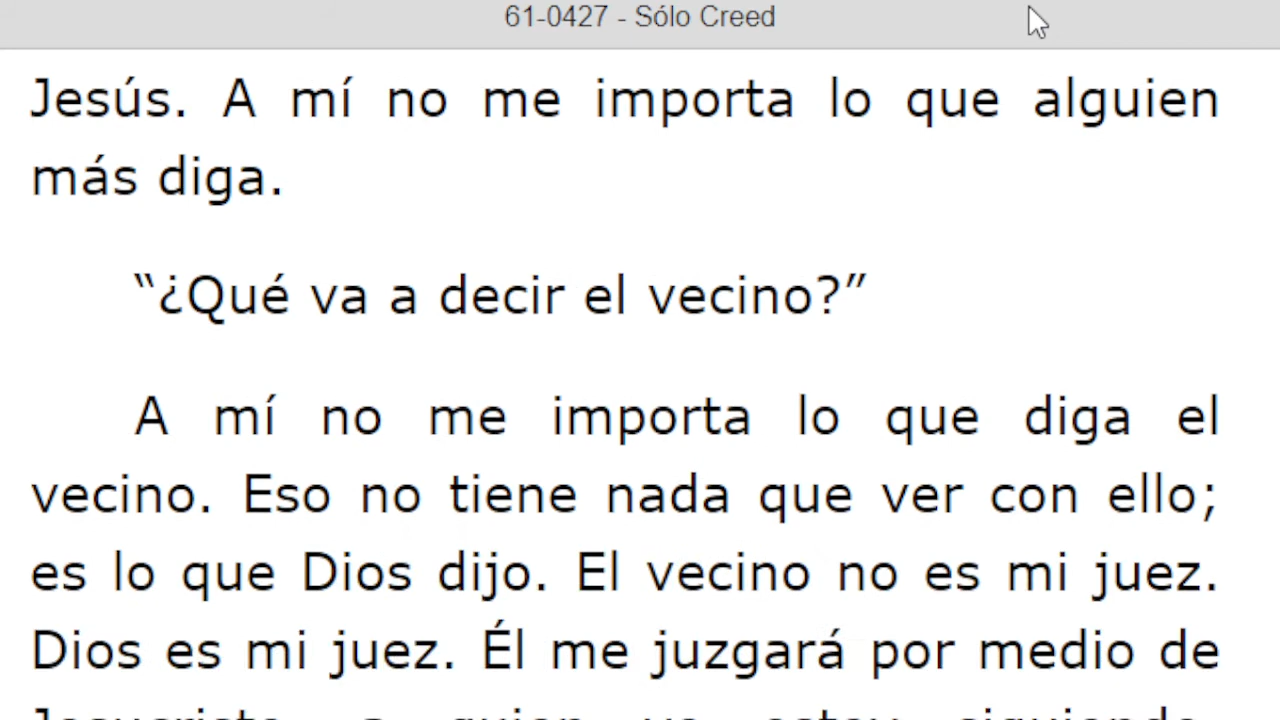 61-0427 - Sólo Creed
Jesús. A mí no me importa lo que alguien
más diga.
“¿Qué va a decir el vecino?”
A mí no me importa lo que diga el
vecino. Eso no tiene nada que ver con ello;
es lo que Dios dijo. El vecino no es mi juez.
Dios es mi juez. Él me juzgará por medio de